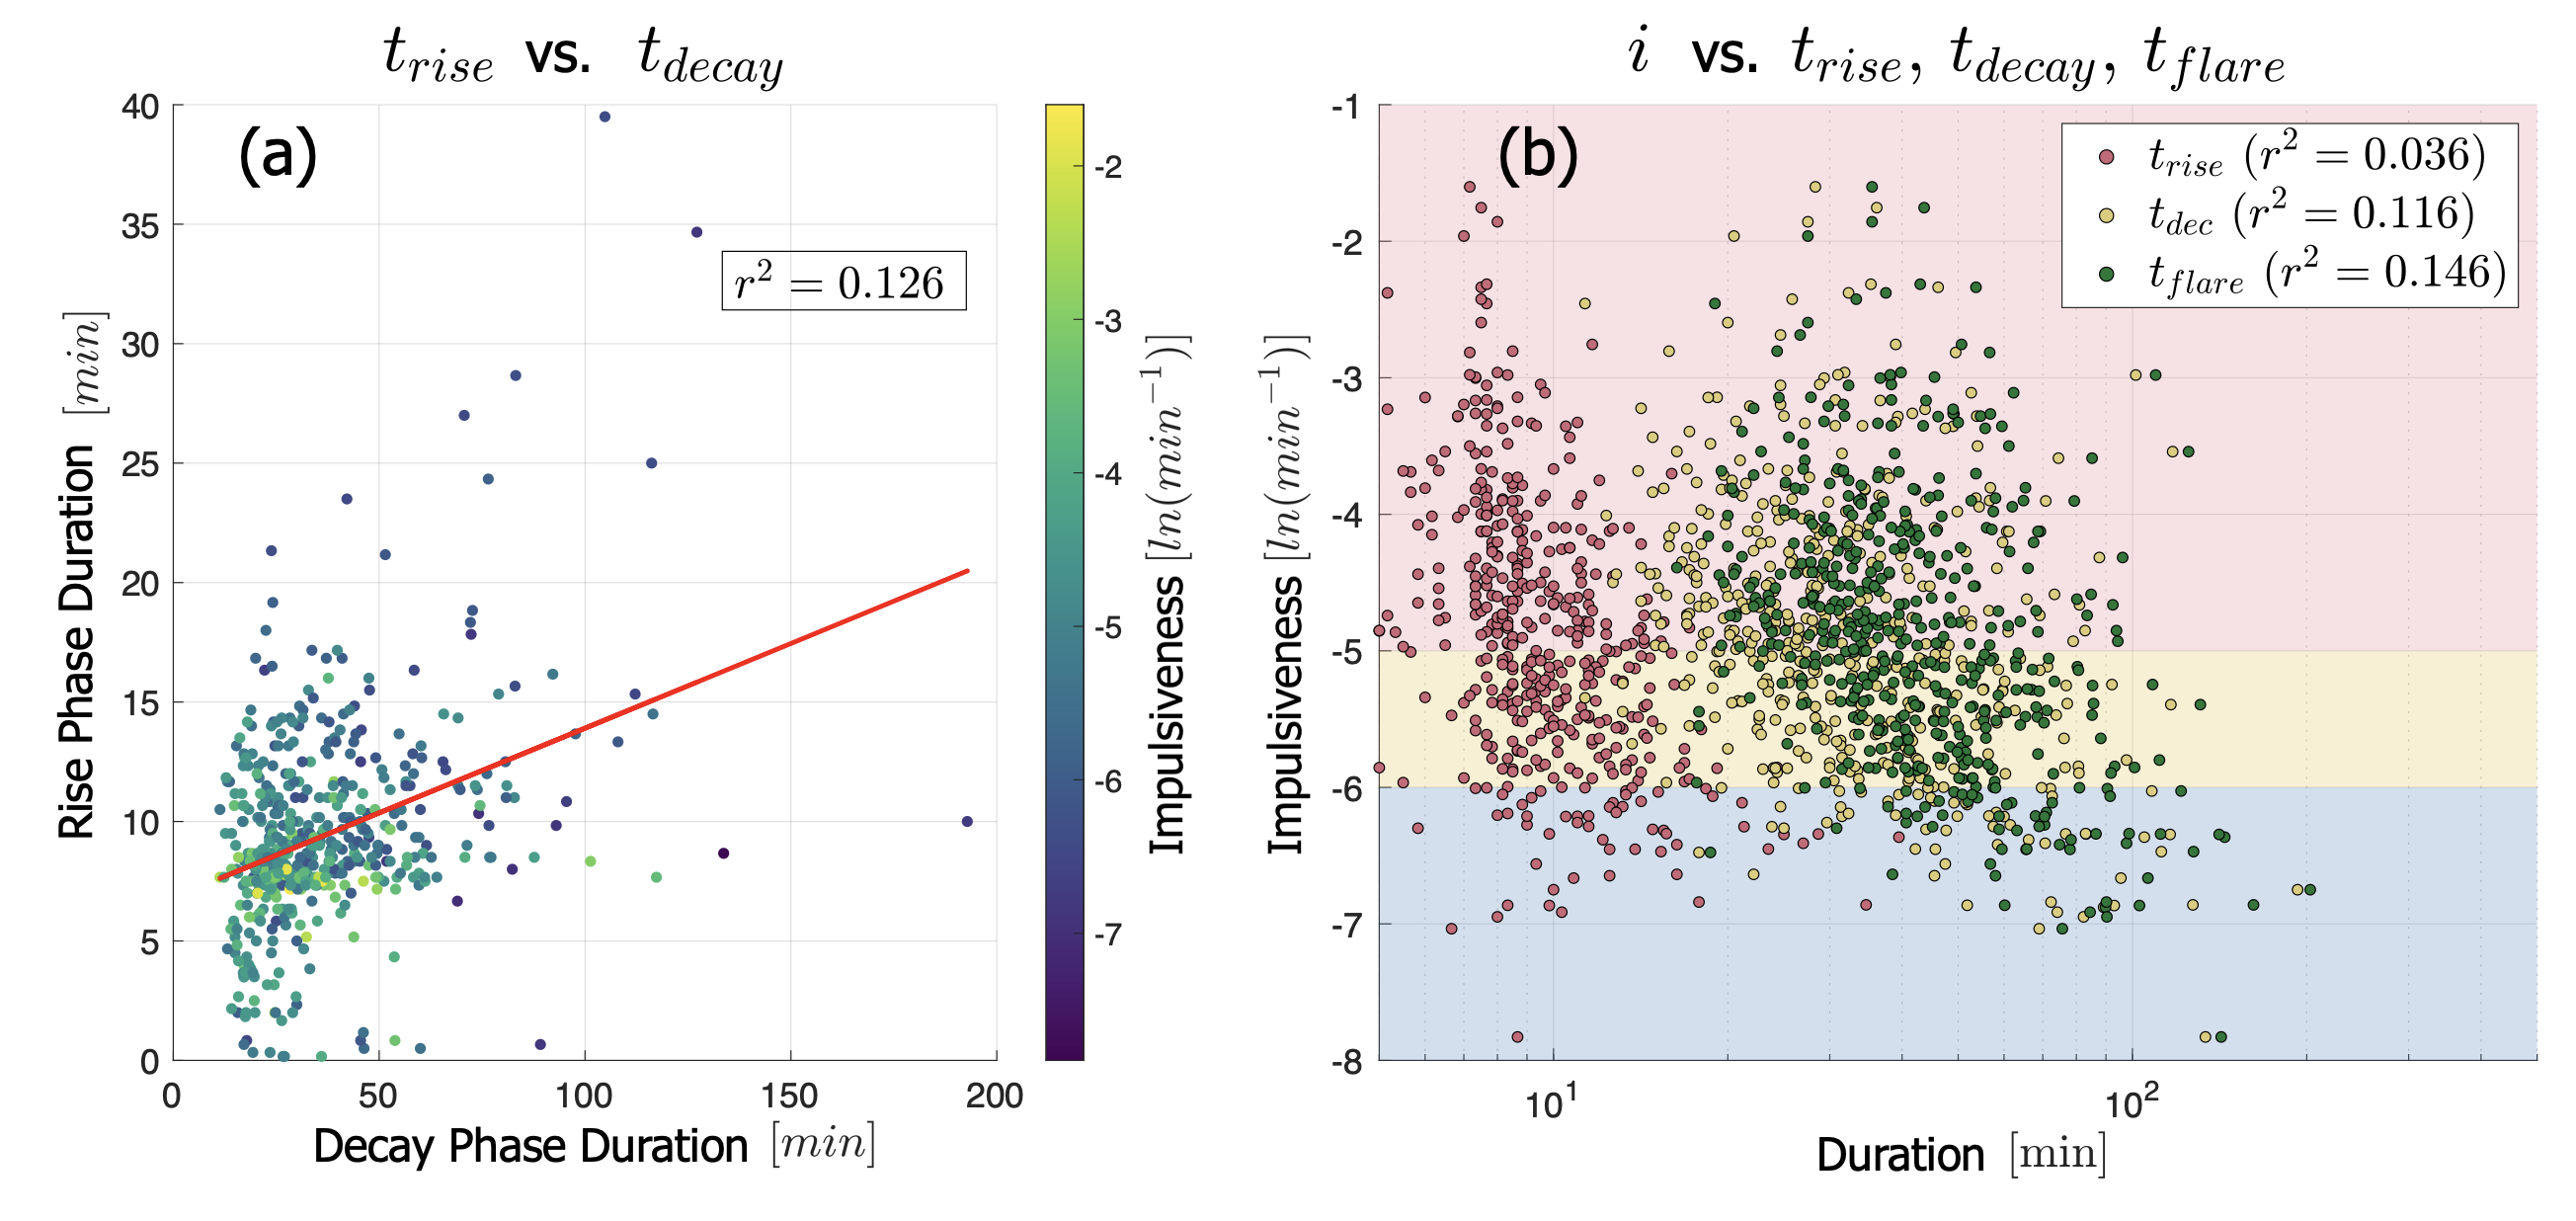 t_rise vs. t_decay
(a)
r² = 0.126
40
35
30
25
20
15
10
5
0
Rise Phase Duration [min]
0 50 100 150 200
Decay Phase Duration [min]
-2
-3
-4
-5
-6
-7
Impulsiveness [ln(min⁻¹)]
i vs. t_rise, t_decay, t_flare
(b)
t_rise (r² = 0.036)
t_dec (r² = 0.116)
t_flare (r² = 0.146)
-1
-2
-3
-4
-5
-6
-7
-8
Impulsiveness [ln(min⁻¹)]
10¹ 10²
Duration [min]